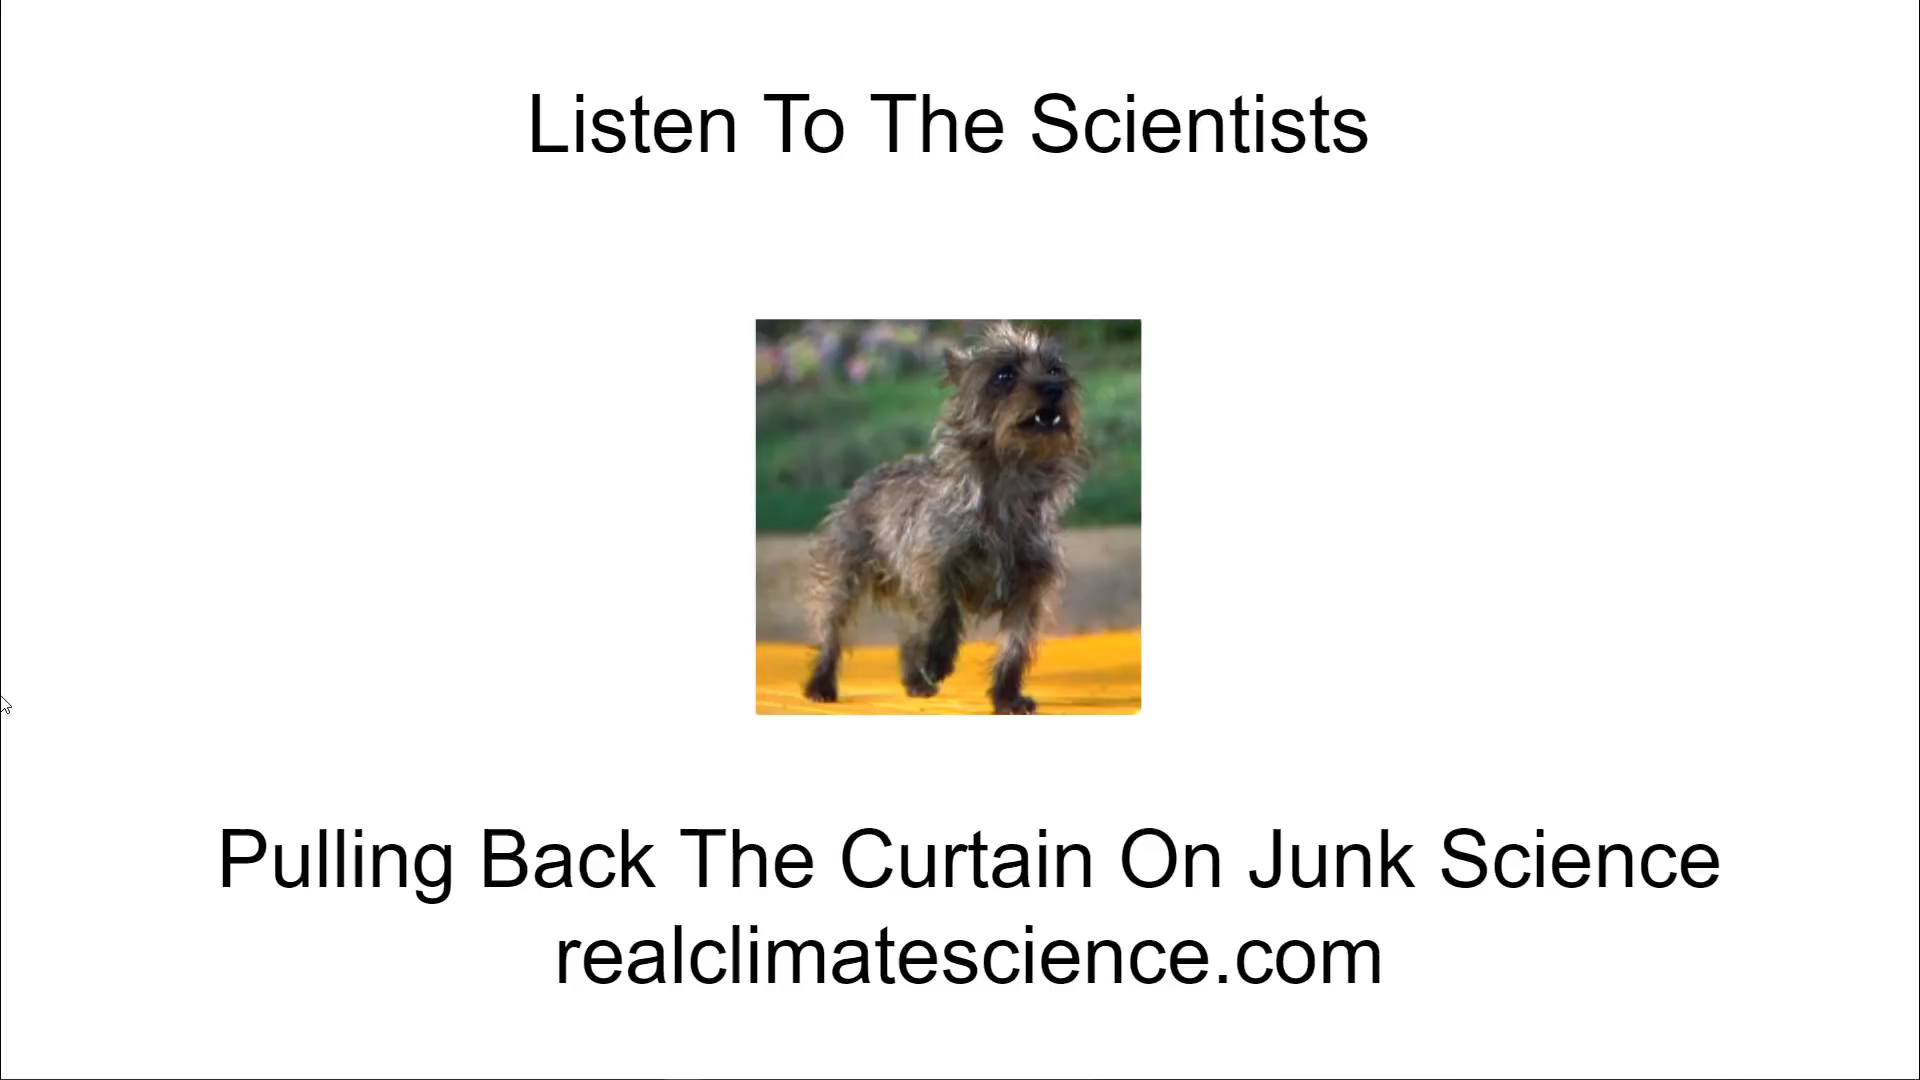 Listen To The Scientists
Pulling Back The Curtain On Junk Science
realclimatescience.com